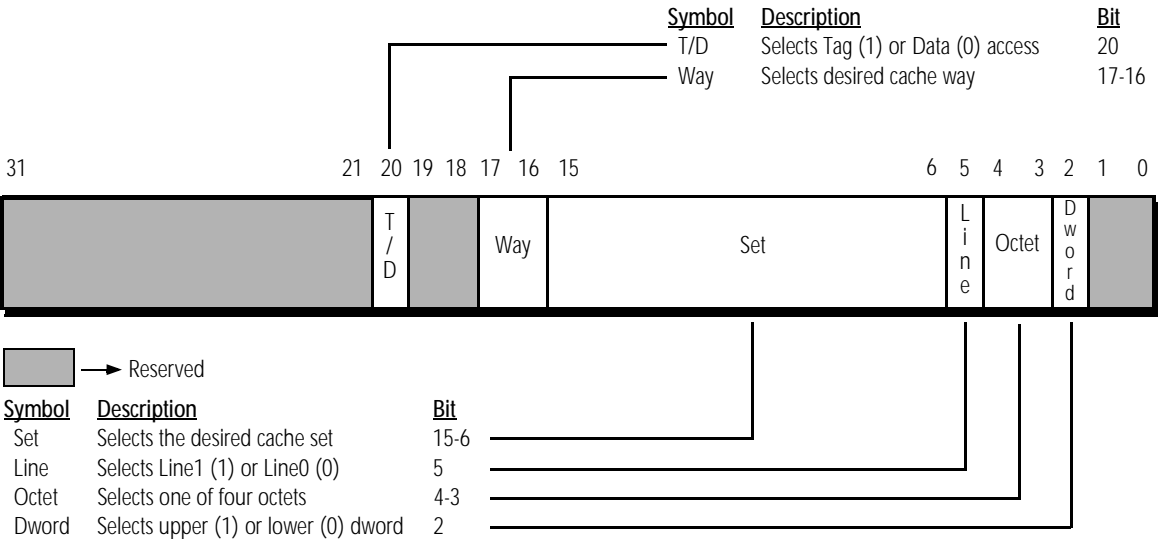 Symbol Description Bit
T/D Selects Tag (1) or Data (0) access 20
Way Selects desired cache way 17-16
31 21 20 19 18 17 16 15 6 5 4 3 2 1 0
T/D Way Set Line Octet Dword
Reserved
Symbol Description Bit
Set Selects the desired cache set 15-6
Line Selects Line1 (1) or Line0 (0) 5
Octet Selects one of four octets 4-3
Dword Selects upper (1) or lower (0) dword 2